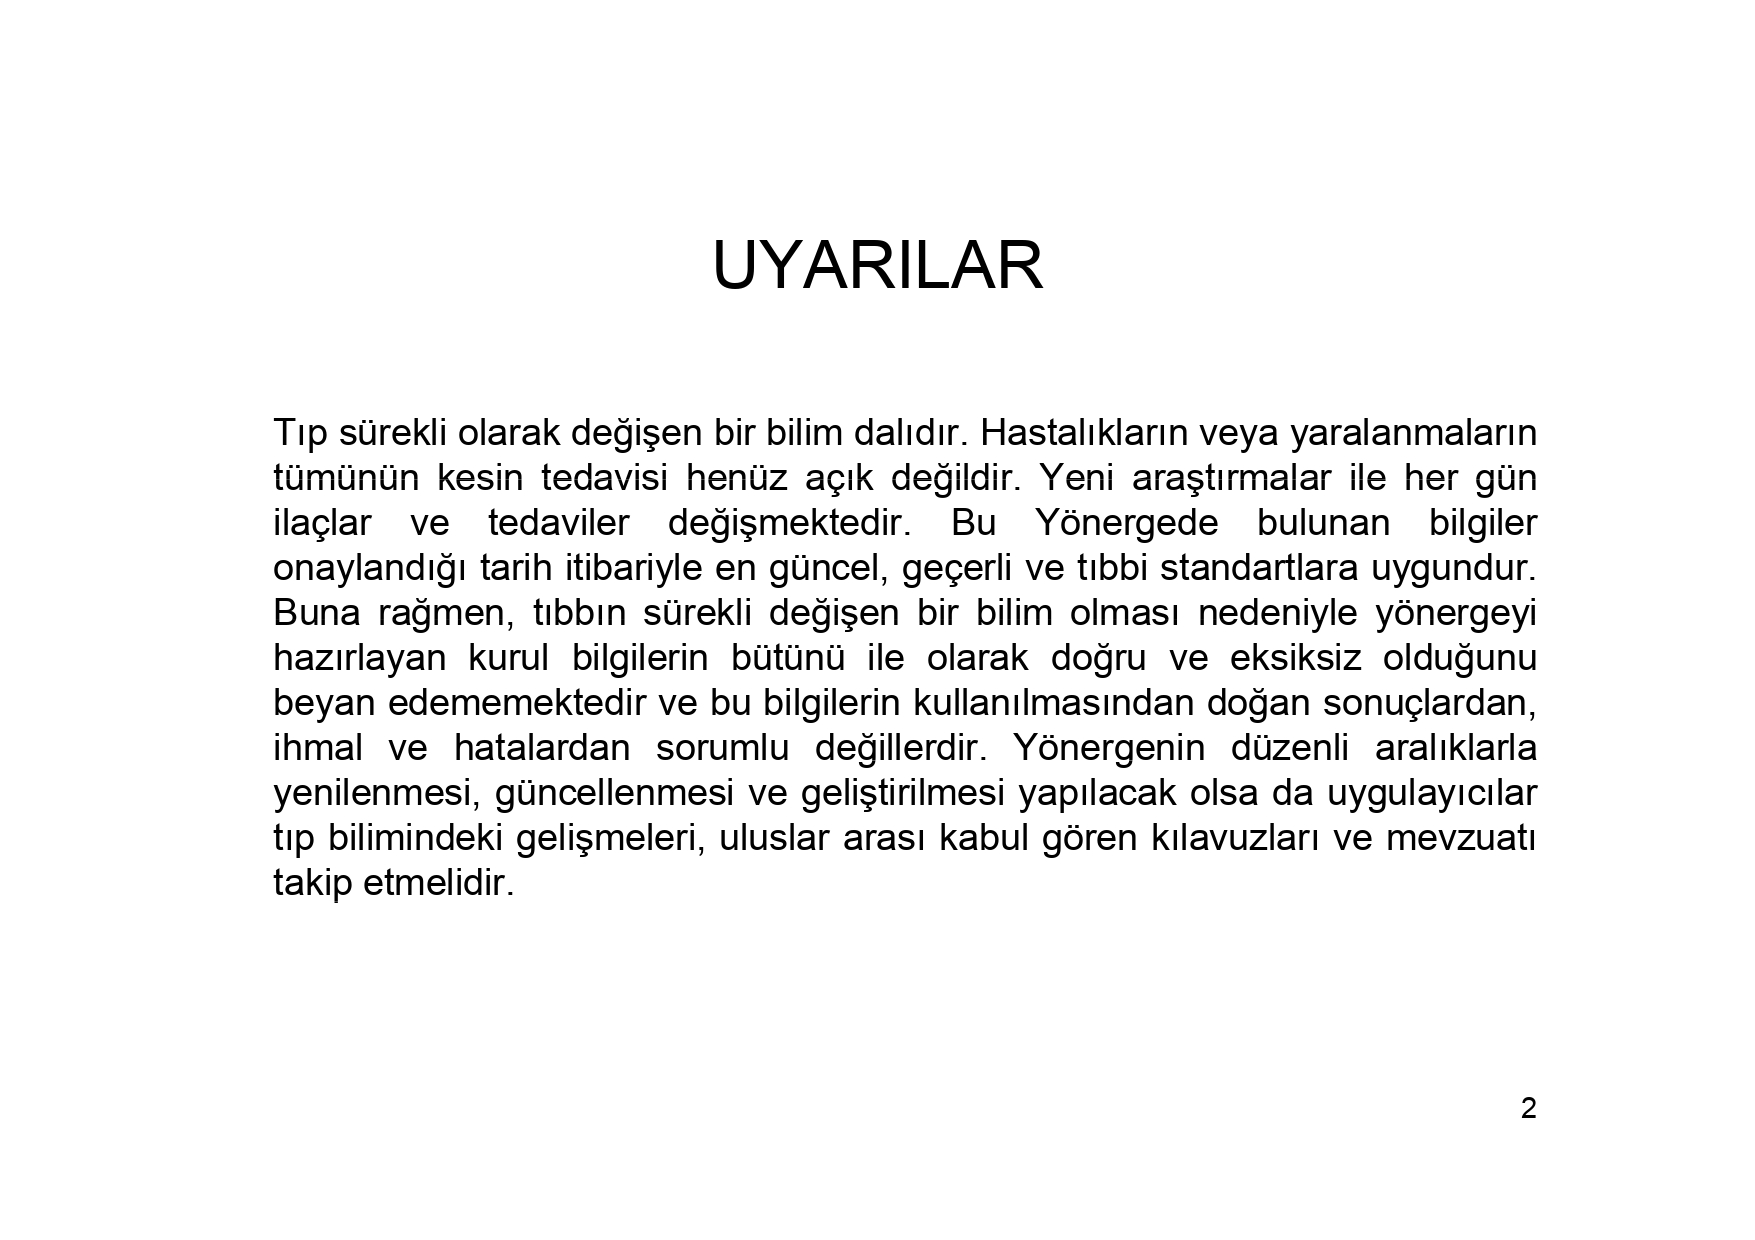 UYARILAR
Tıp sürekli olarak değişen bir bilim dalıdır. Hastalıkların veya yaralanmaların
tümünün kesin tedavisi henüz açık değildir. Yeni araştırmalar ile her gün
ilaçlar ve tedaviler değişmektedir. Bu Yönergede bulunan bilgiler
onaylandığı tarih itibariyle en güncel, geçerli ve tıbbi standartlara uygundur.
Buna rağmen, tıbbın sürekli değişen bir bilim olması nedeniyle yönergeyi
hazırlayan kurul bilgilerin bütünü ile olarak doğru ve eksiksiz olduğunu
beyan edememektedir ve bu bilgilerin kullanılmasından doğan sonuçlardan,
ihmal ve hatalardan sorumlu değillerdir. Yönergenin düzenli aralıklarla
yenilenmesi, güncellenmesi ve geliştirilmesi yapılacak olsa da uygulayıcılar
tıp bilimindeki gelişmeleri, uluslar arası kabul gören kılavuzları ve mevzuatı
takip etmelidir.
2